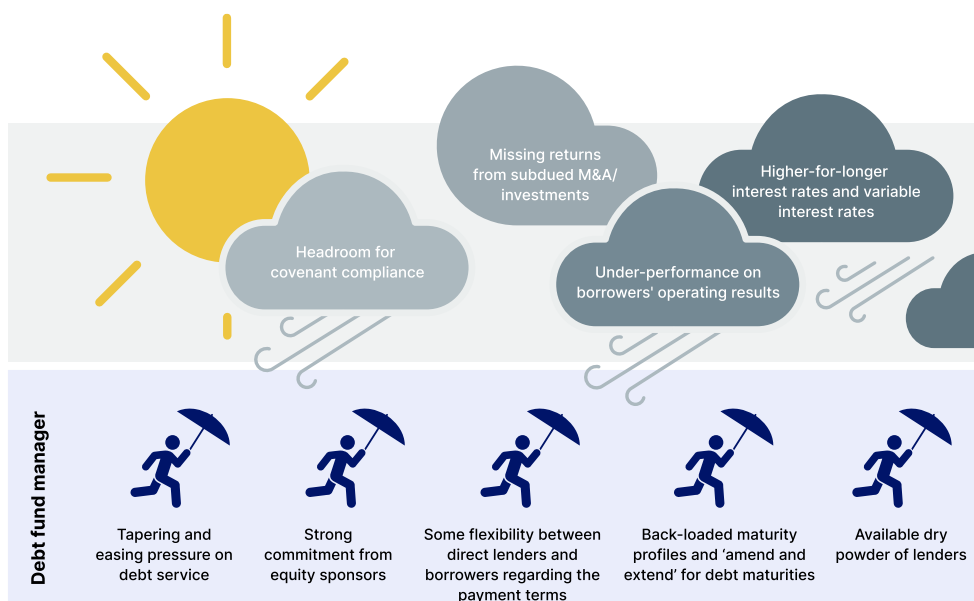 Missing returns
from subdued M&A/
investments
Higher-for-longer
interest rates and variable
interest rates
Headroom for
covenant compliance
Under-performance on
borrowers' operating results
Debt fund manager
Tapering and
easing pressure on
debt service
Strong
commitment from
equity sponsors
Some flexibility between
direct lenders and
borrowers regarding the
payment terms
Back-loaded maturity
profiles and ‘amend and
extend’ for debt maturities
Available dry
powder of lenders